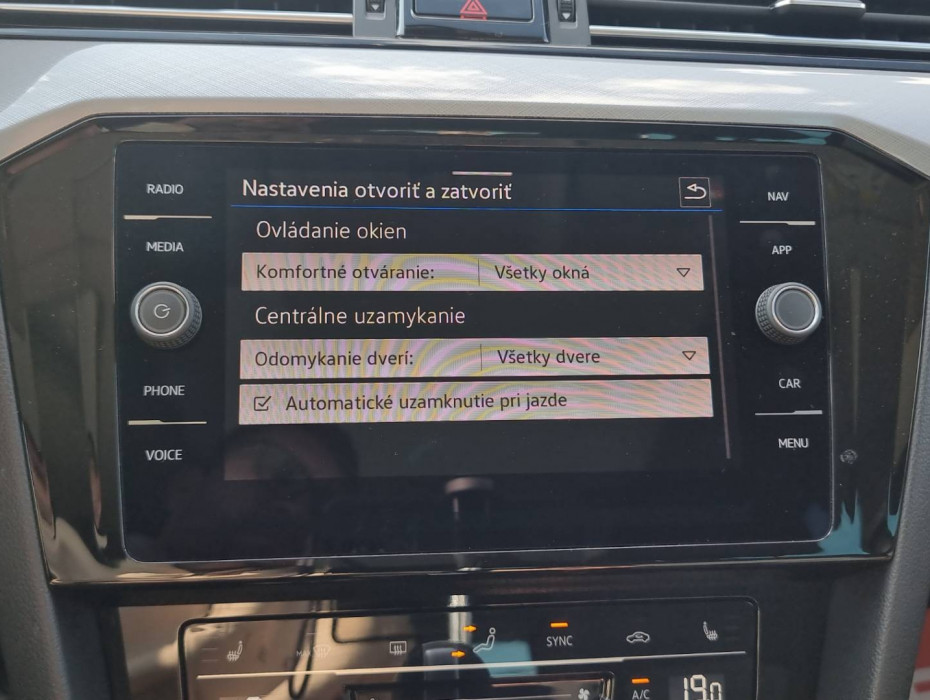 RADIO
Nastavenia otvoriť a zatvoriť
NAV
MEDIA
Ovládanie okien
APP
Komfortné otváranie: Všetky okná
Centrálne uzamykanie
Odomykanie dverí: Všetky dvere
PHONE
Automatické uzamknutie pri jazde
CAR
VOICE
MENU
SYNC
A/C